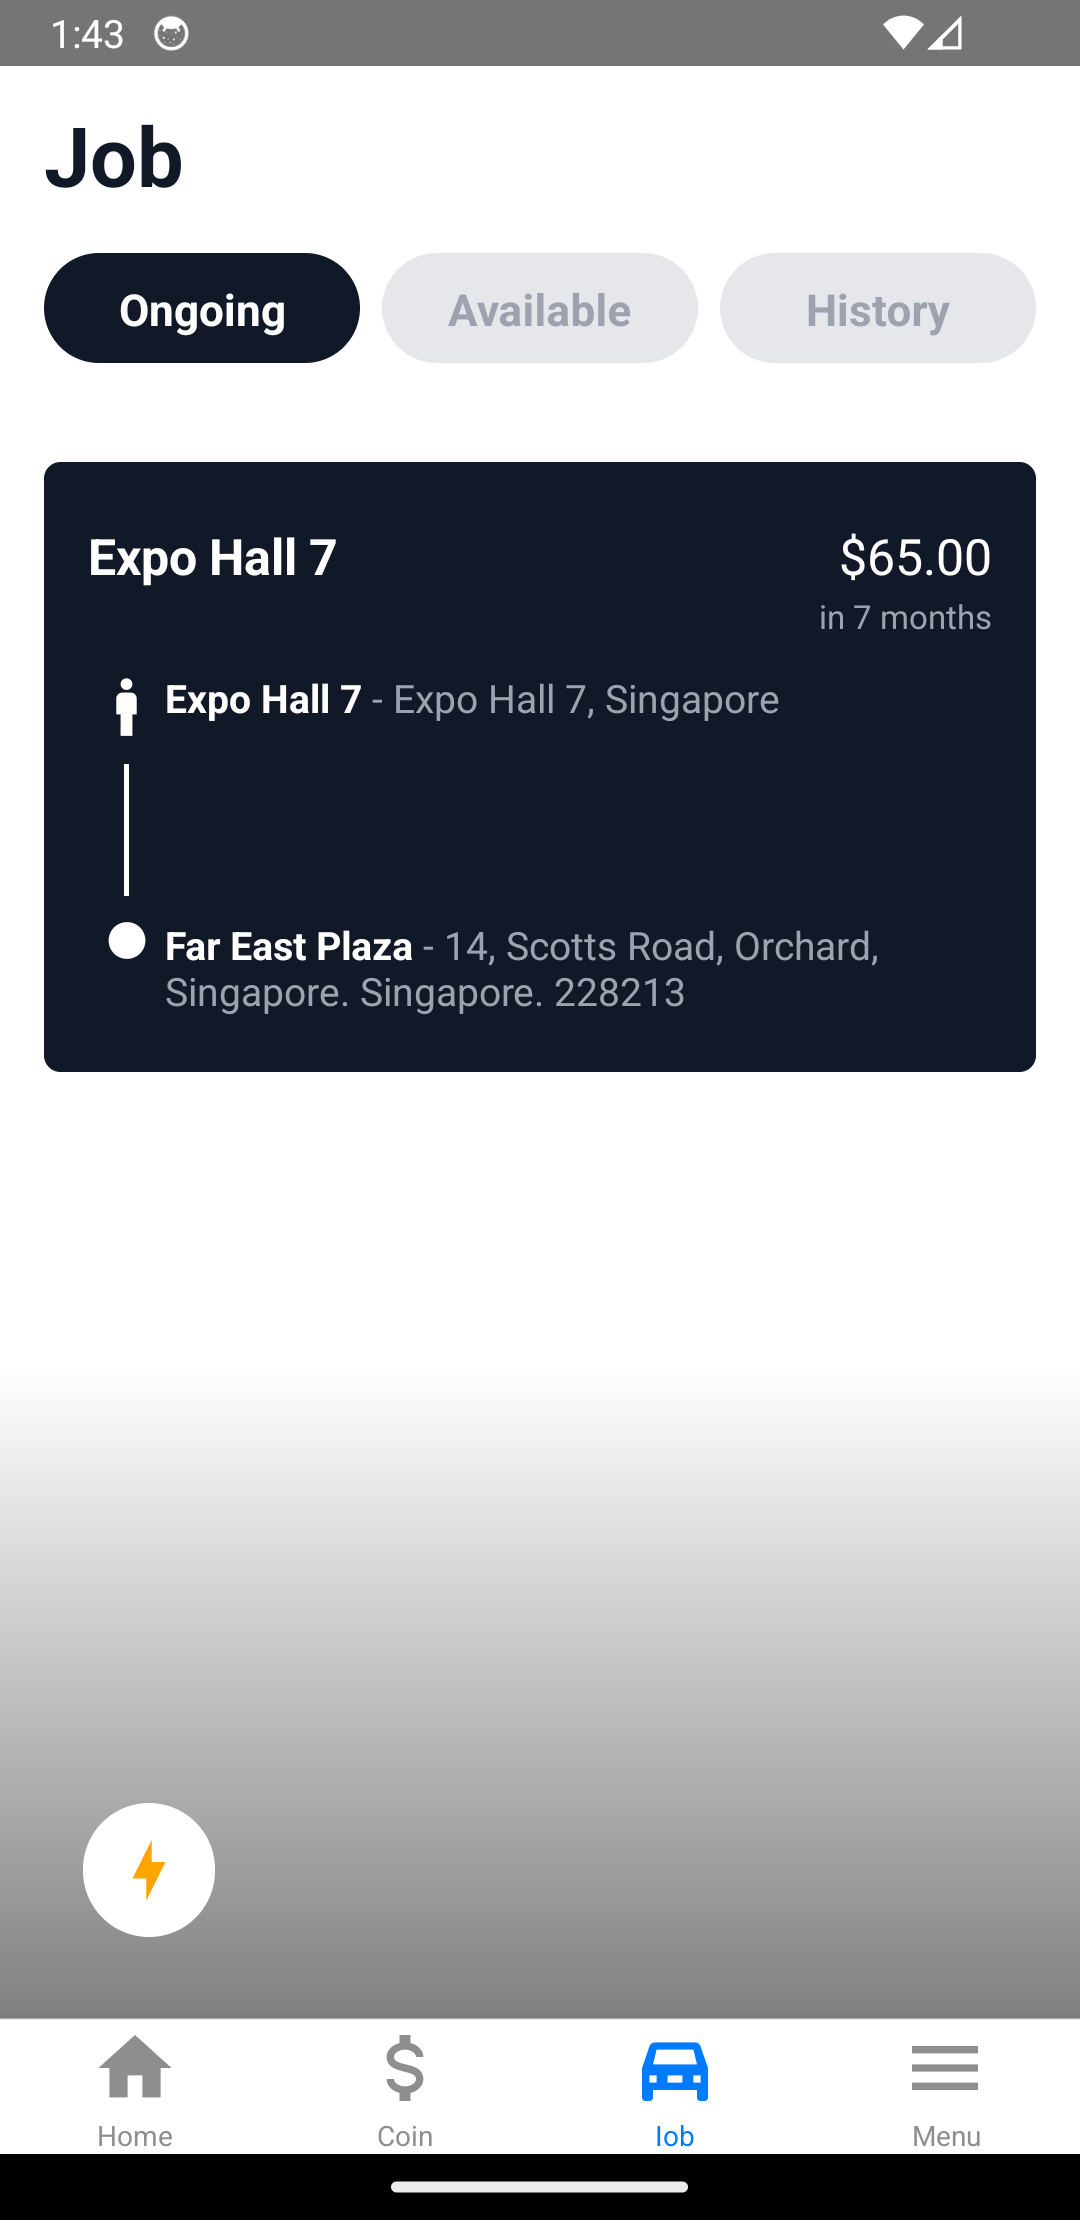 1:43
Job
Ongoing
Available
History
Expo Hall 7
$65.00
in 7 months
Expo Hall 7 - Expo Hall 7, Singapore
Far East Plaza - 14, Scotts Road, Orchard,
Singapore. Singapore. 228213
Home
Coin
Job
Menu